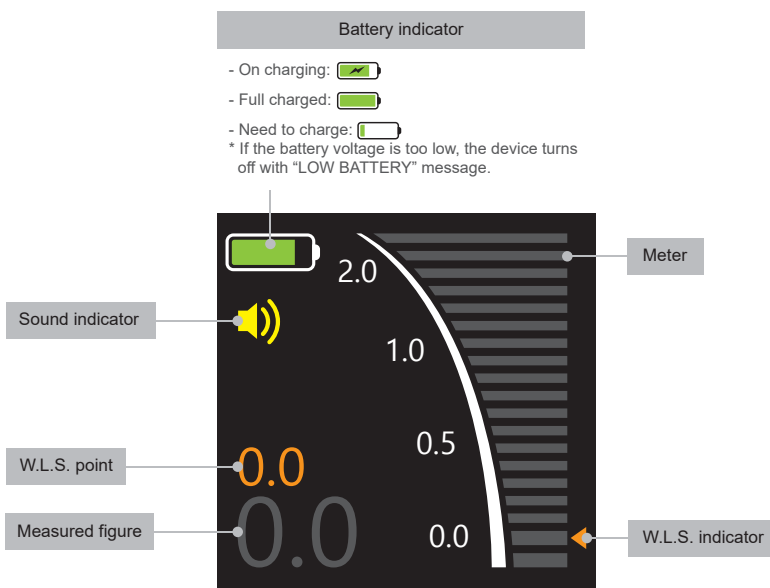 Battery indicator
- On charging:
- Full charged:
- Need to charge:
* If the battery voltage is too low, the device turns
off with “LOW BATTERY” message.
Meter
2.0
Sound indicator
1.0
0.5
W.L.S. point
0.0
Measured figure
0.0
0.0
W.L.S. indicator